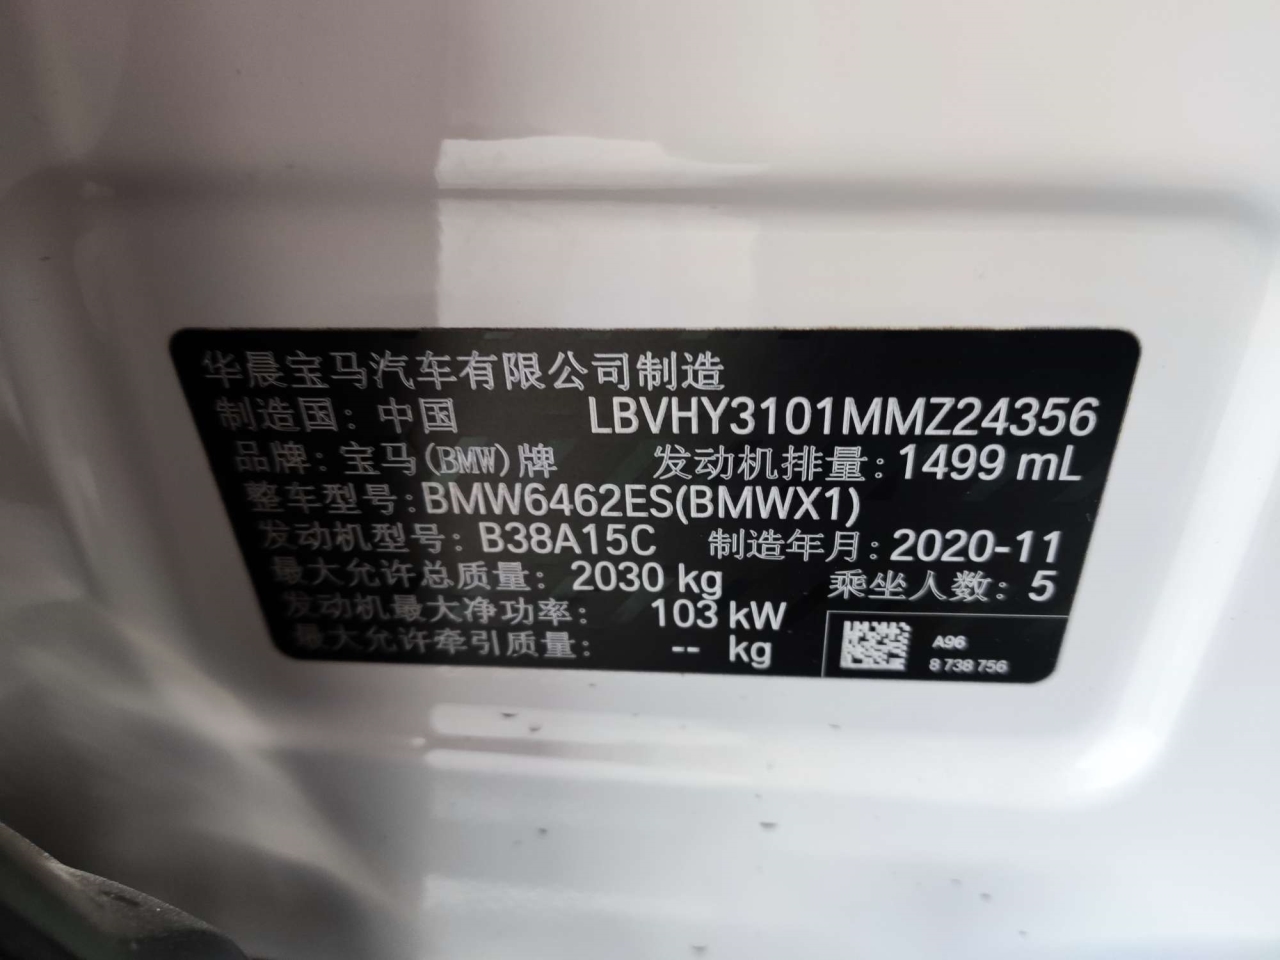 华晨宝马汽车有限公司制造
制造国：中国 LBVHY3101MMZ24356
品牌：宝马(BMW)牌 发动机排量：1499 mL
整车型号：BMW6462ES(BMWX1)
发动机型号：B38A15C 制造年月：2020-11
最大允许总质量：2030 kg 乘坐人数：5
发动机最大净功率：103 kW
最大允许牵引质量：-- kg
A96
8 738 756